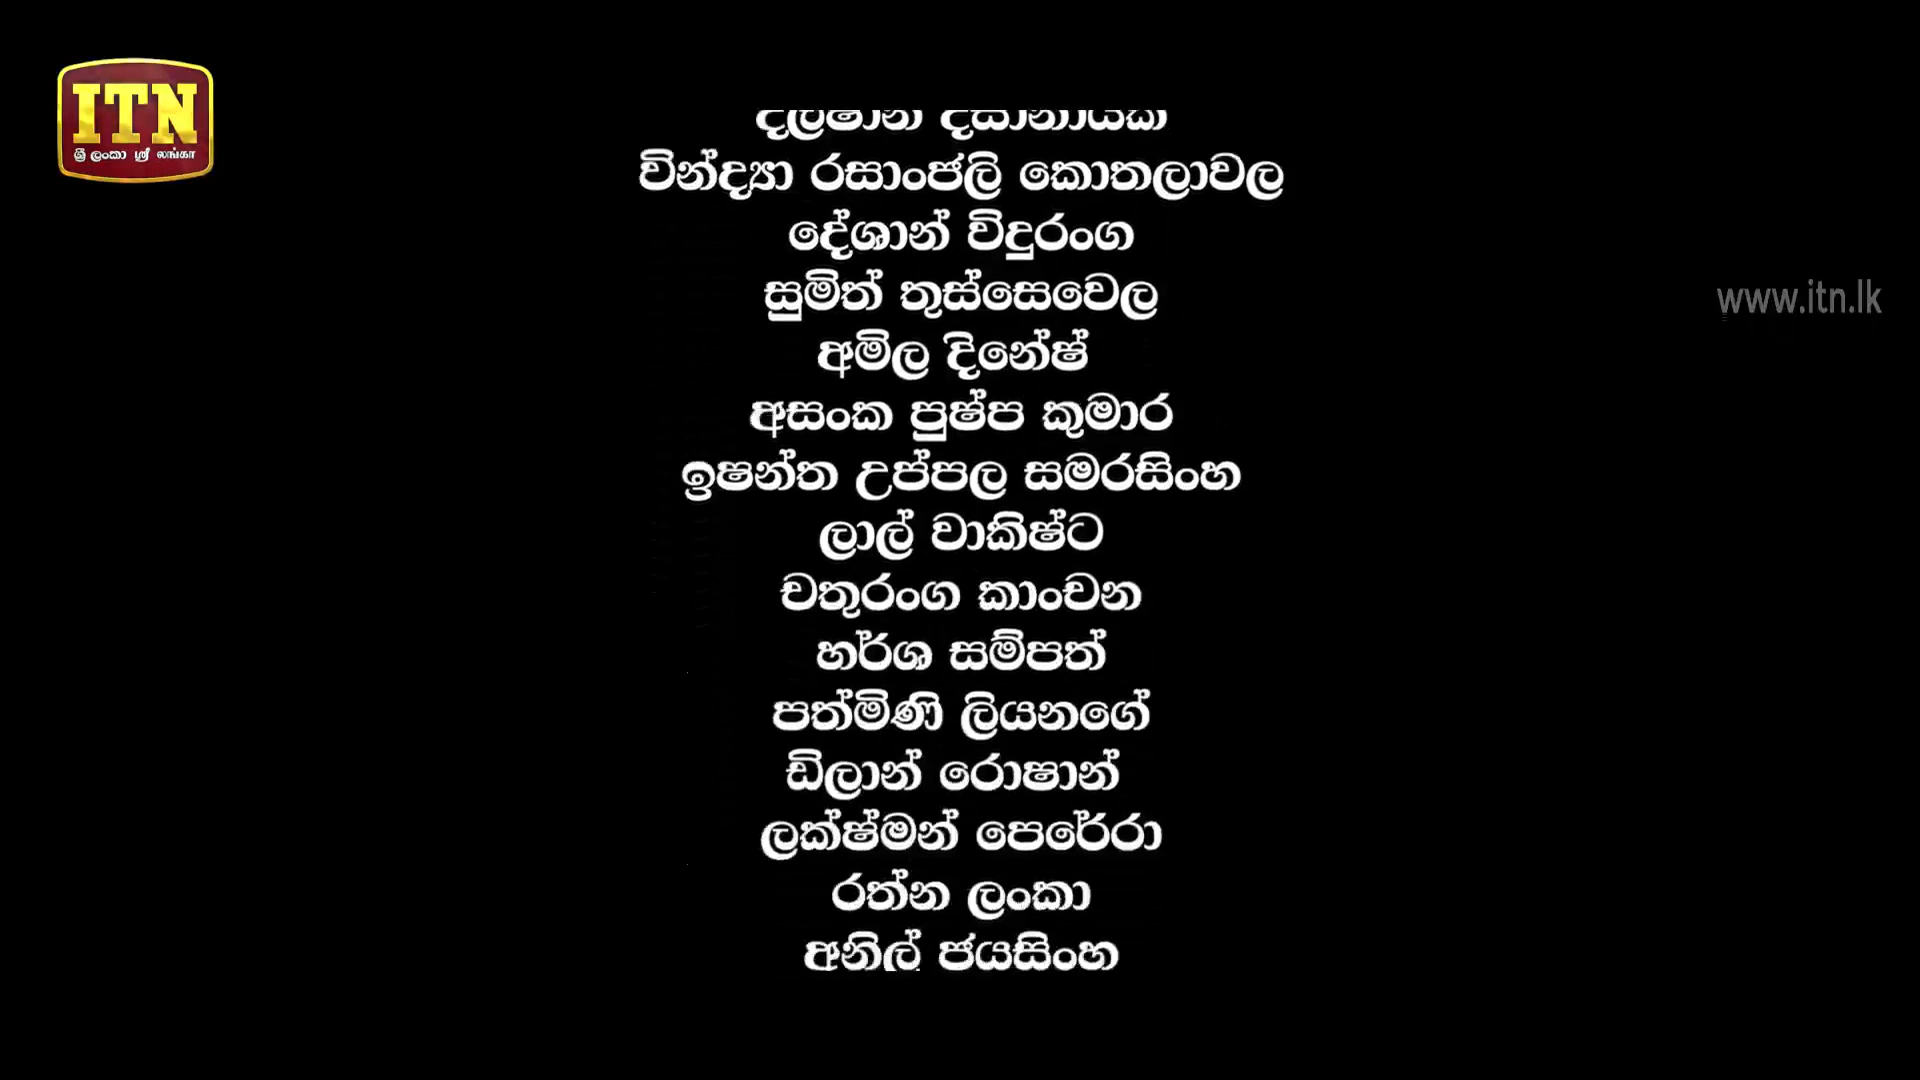 ITN
ශ්‍රී ලංකා ஸ்ரீ லங்கா
දිල්ෂාන් දිසානායක
වින්ද්‍යා රසාංජලි කොතලාවල
දේශාන් විදුරංග
www.itn.lk
සුමිත් තුස්සෙවෙල
අමිල දිනේෂ්
අසංක පුෂ්ප කුමාර
ඉෂන්ත උප්පල සමරසිංහ
ලාල් වාකිෂ්ට
චතුරංග කාංචන
හර්ශ සම්පත්
පත්මිණි ලියනගේ
ඩිලාන් රොෂාන්
ලක්ෂ්මන් පෙරේරා
රත්න ලංකා
අනිල් ජයසිංහ